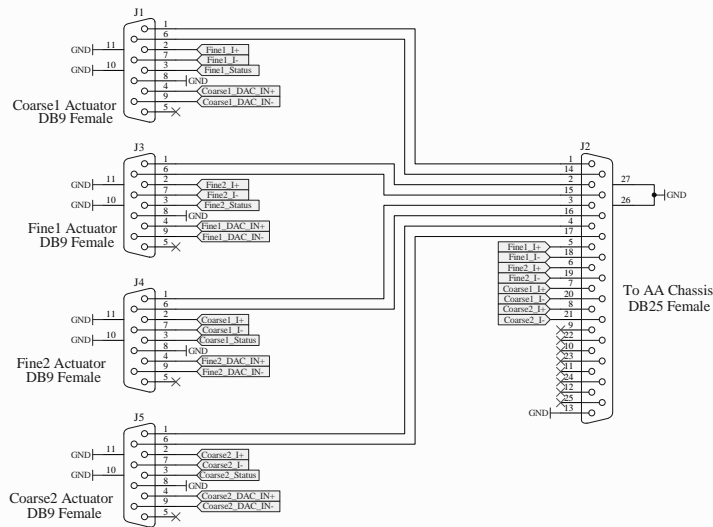 J1
1
6
GND 11 2 Fine1_I+
7 Fine1_I-
GND 10 3 Fine1_Status
8 GND
4 Coarse1_DAC_IN+
9 Coarse1_DAC_IN-
5
Coarse1 Actuator
DB9 Female
J3
1
6
GND 11 2 Fine2_I+
7 Fine2_I-
GND 10 3 Fine2_Status
8 GND
4 Fine1_DAC_IN+
9 Fine1_DAC_IN-
5
Fine1 Actuator
DB9 Female
J4
1
6
GND 11 2 Coarse1_I+
7 Coarse1_I-
GND 10 3 Coarse1_Status
8 GND
4 Fine2_DAC_IN+
9 Fine2_DAC_IN-
5
Fine2 Actuator
DB9 Female
J5
1
6
GND 11 2 Coarse2_I+
7 Coarse2_I-
GND 10 3 Coarse2_Status
8 GND
4 Coarse2_DAC_IN+
9 Coarse2_DAC_IN-
5
Coarse2 Actuator
DB9 Female
J2
1
14
2
15
3
16
4
17
Fine1_I+ 5
Fine1_I- 18
Fine2_I+ 6
Fine2_I- 19
Coarse1_I+ 7
Coarse1_I- 20
Coarse2_I+ 8
Coarse2_I- 21
9
22
10
23
11
24
12
25
GND 13
27
GND
26
To AA Chassis
DB25 Female